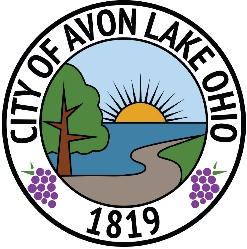 CITY OF AVON LAKE OHIO
1819